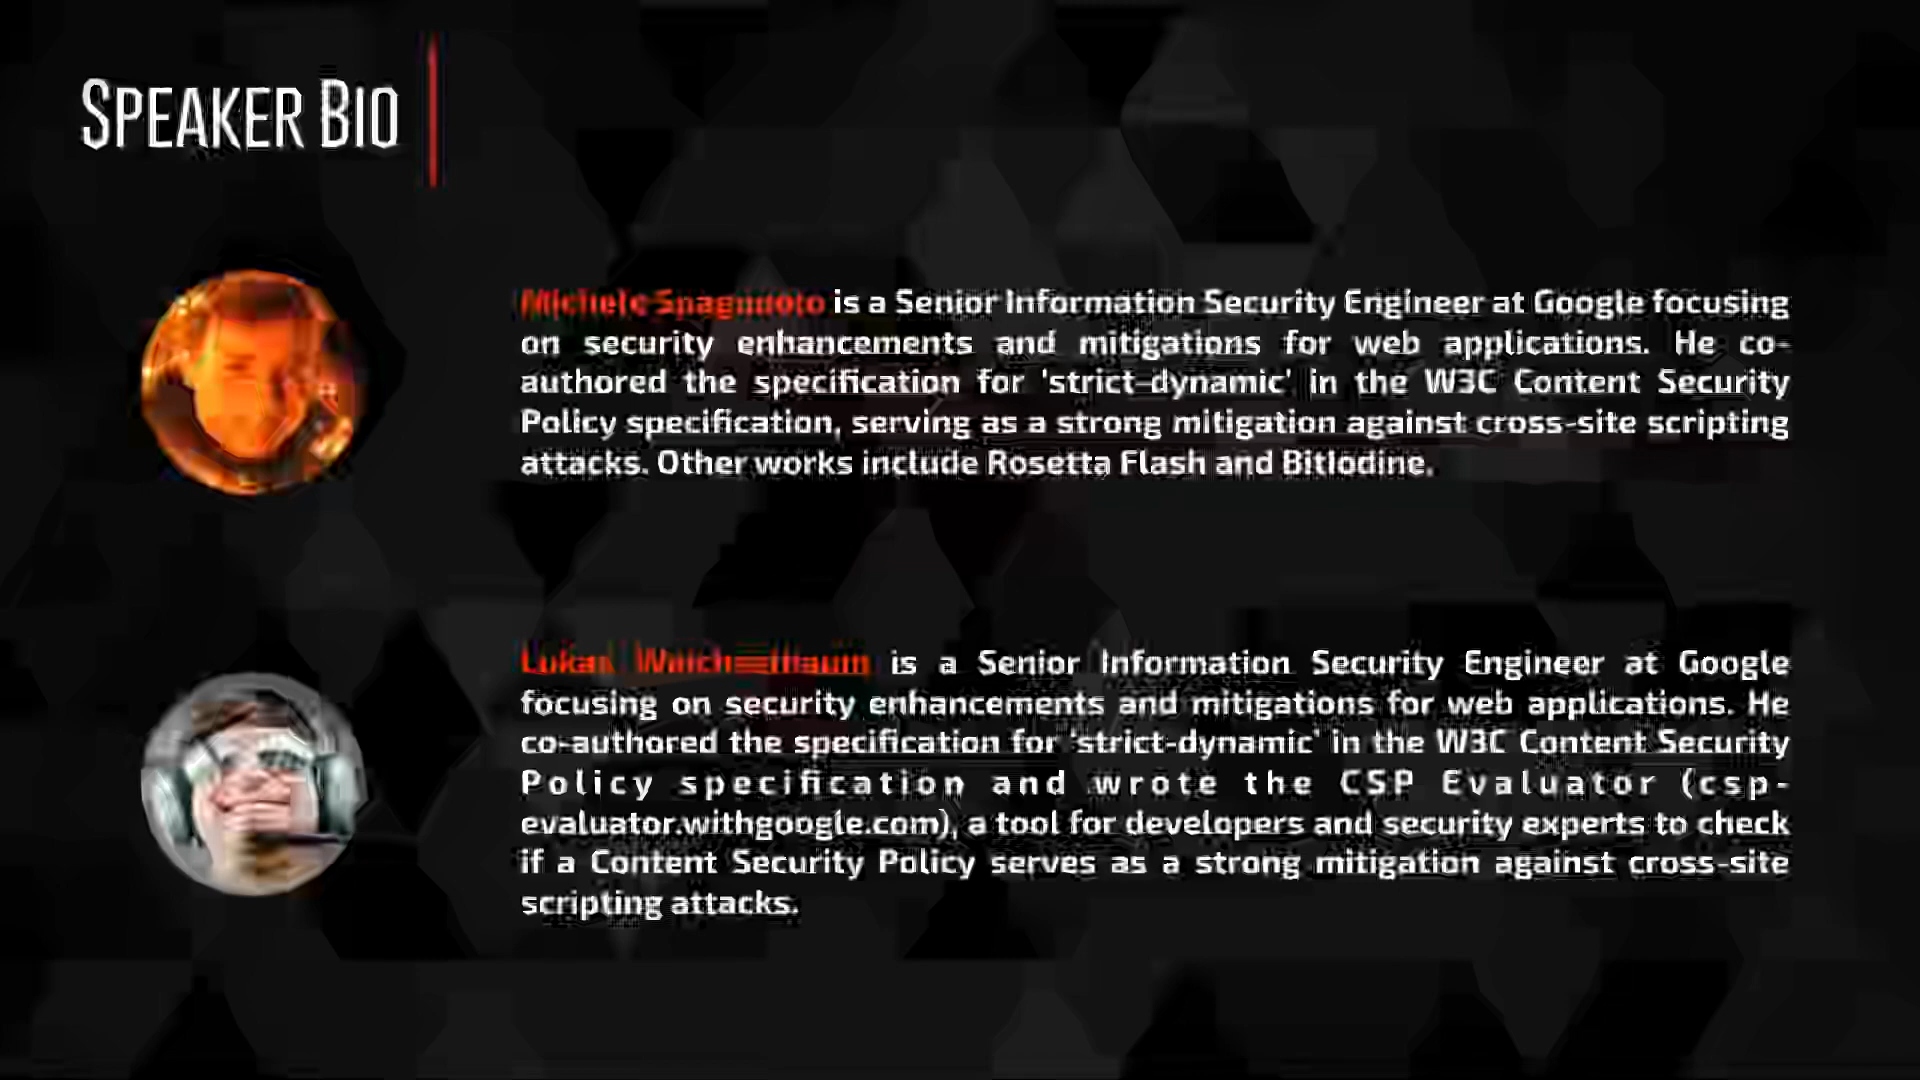 SPEAKER BIO
Michele Spagnuolo is a Senior Information Security Engineer at Google focusing
on security enhancements and mitigations for web applications. He co-
authored the specification for 'strict-dynamic' in the W3C Content Security
Policy specification, serving as a strong mitigation against cross-site scripting
attacks. Other works include Rosetta Flash and BitIodine.
Lukas is a Senior Information Security Engineer at Google
focusing on security enhancements and mitigations for web applications. He
co-authored the specification for 'strict-dynamic' in the W3C Content Security
Policy specification and wrote the CSP Evaluator (csp-
evaluator.withgoogle.com), a tool for developers and security experts to check
if a Content Security Policy serves as a strong mitigation against cross-site
scripting attacks.